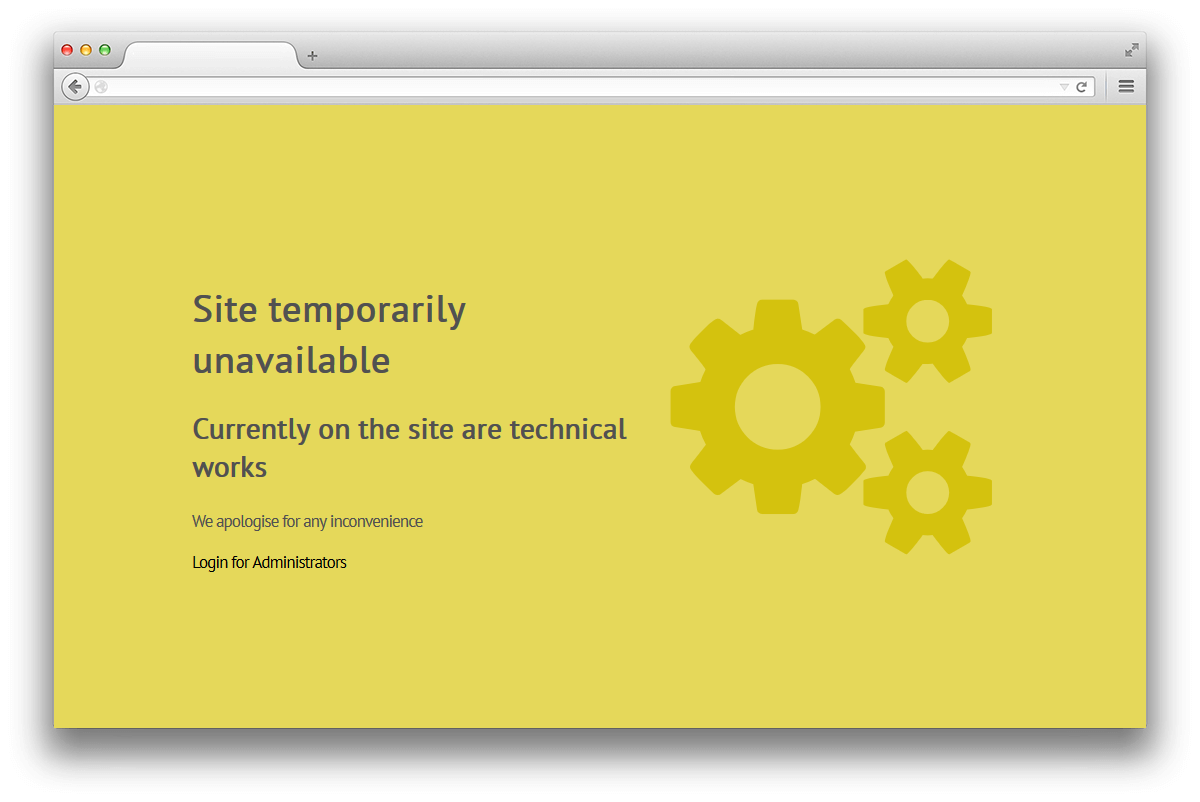 Site temporarily
unavailable
Currently on the site are technical
works
We apologise for any inconvenience
Login for Administrators